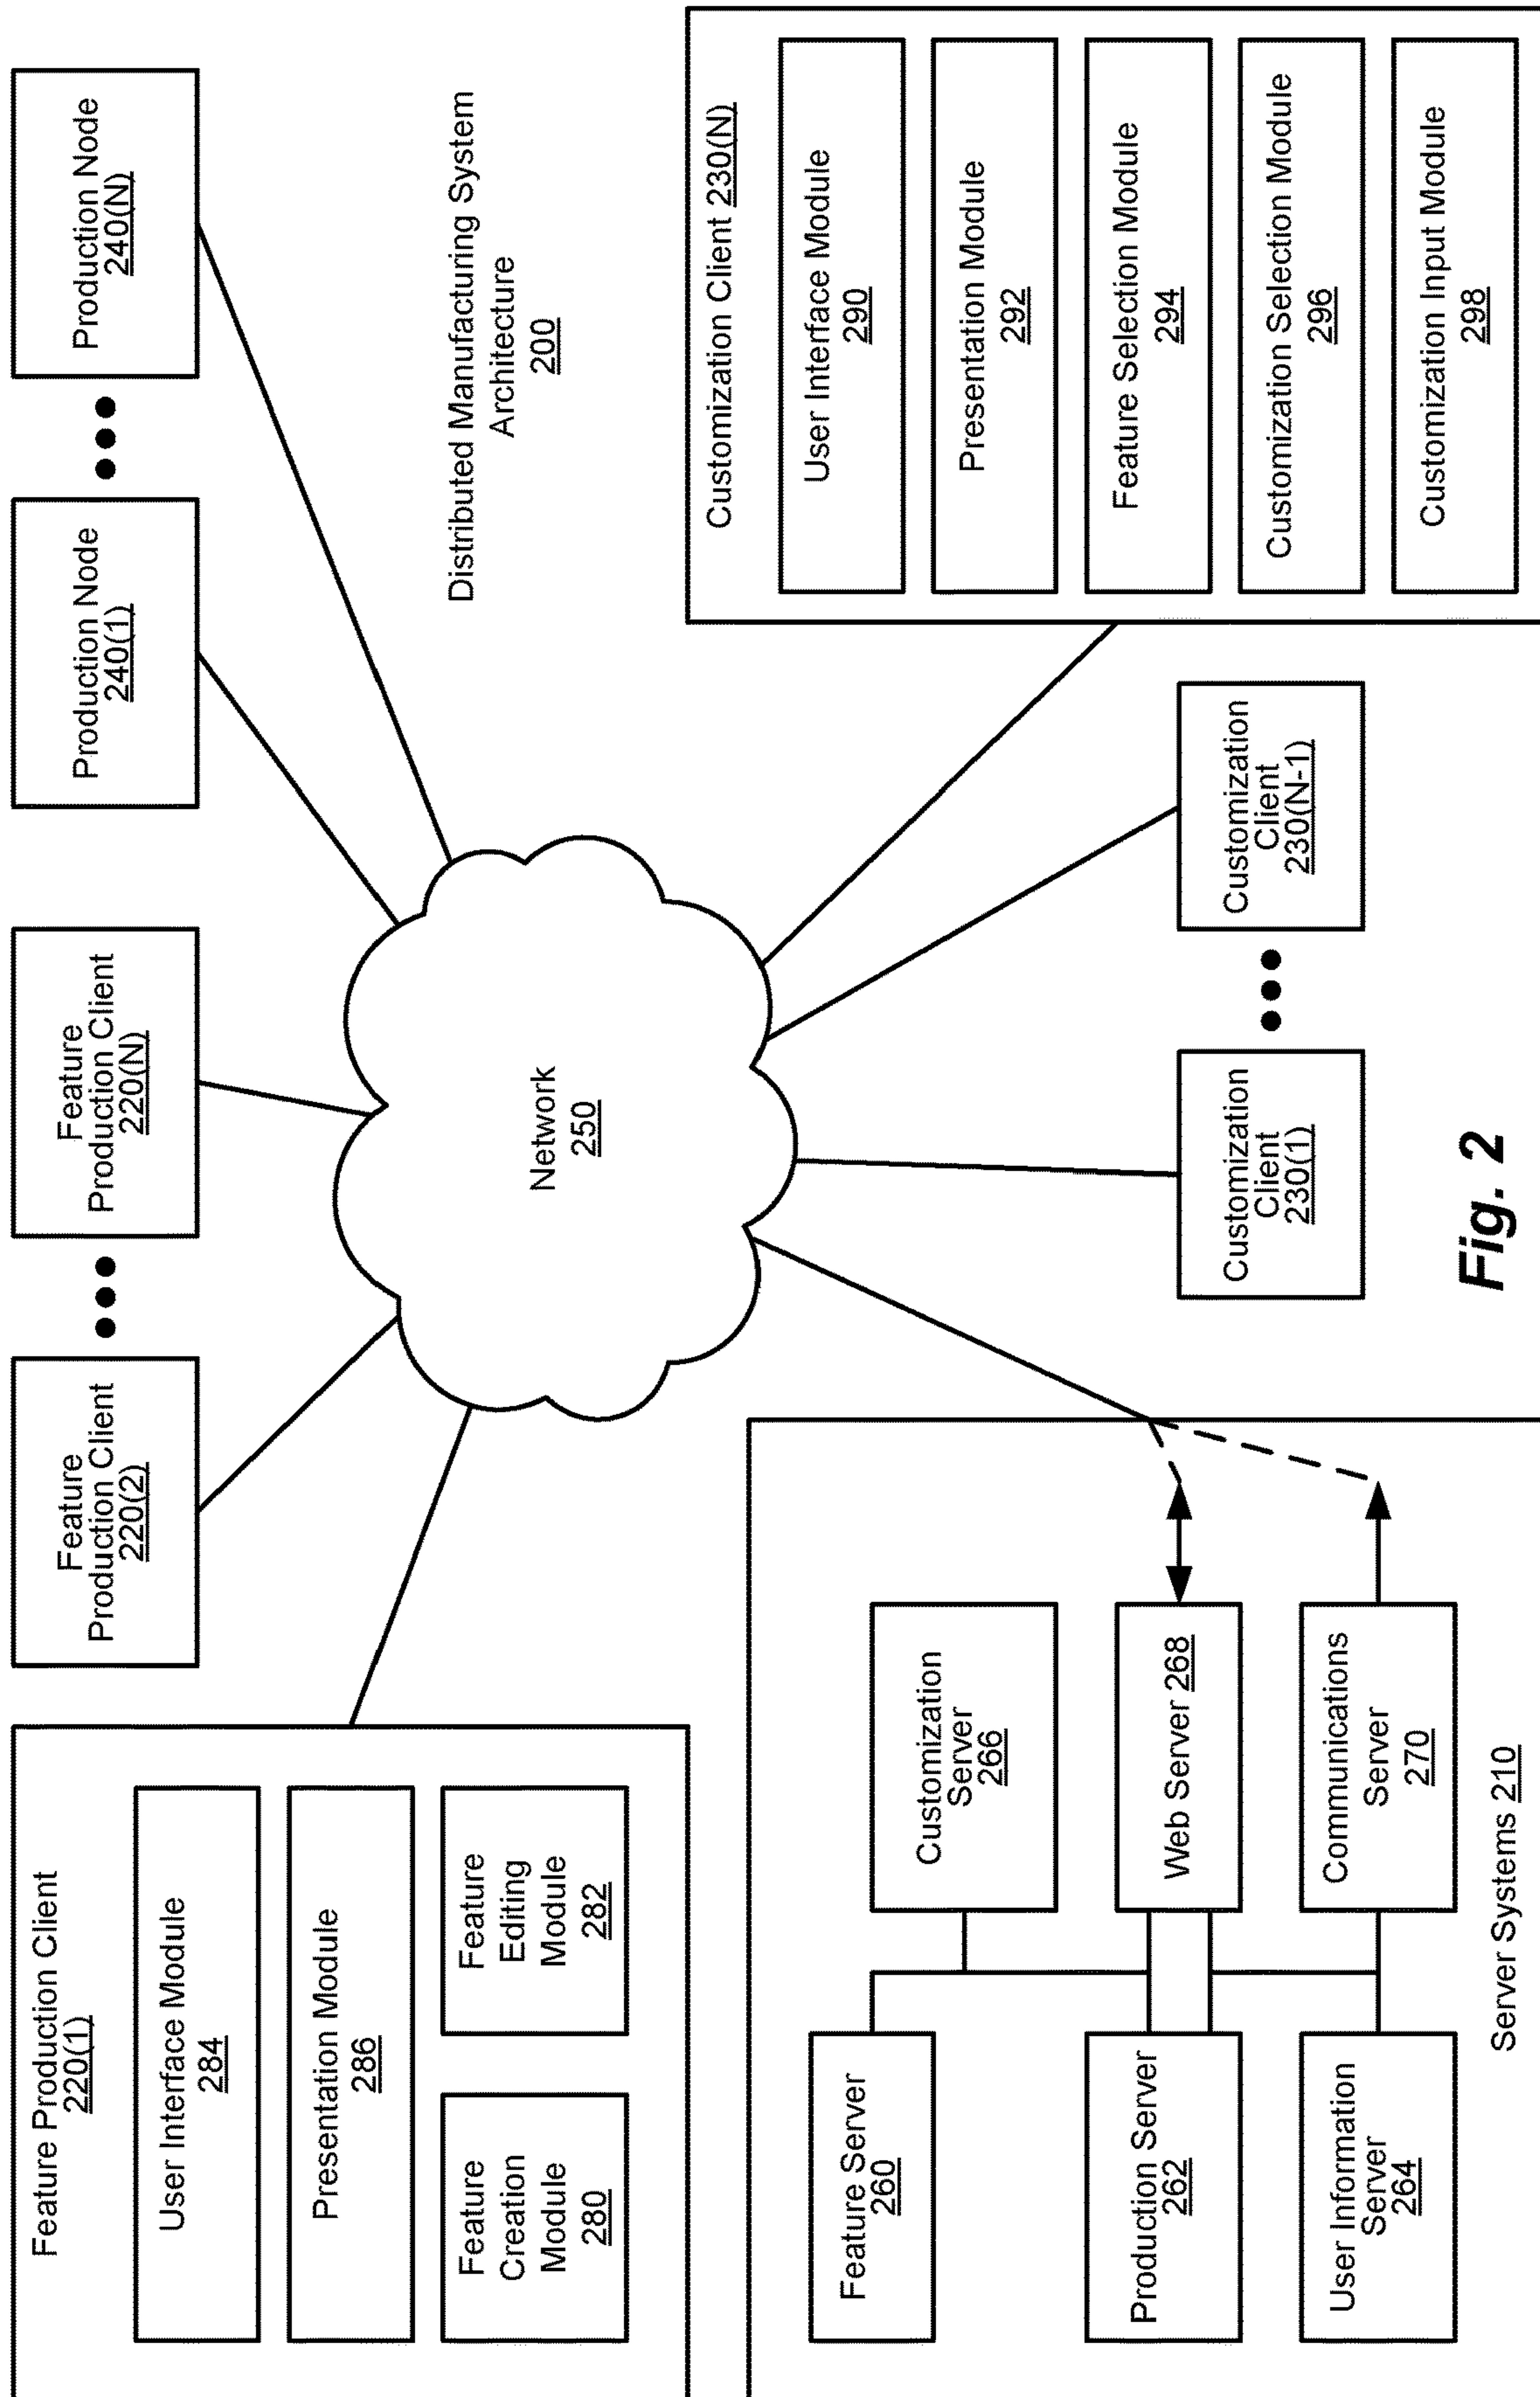 Feature Production Client
220(1)
User Interface Module
284
Presentation Module
286
Feature
Creation
Module
280
Feature
Editing
Module
282
Feature
Production Client
220(2)
Feature
Production Client
220(N)
Production Node
240(1)
Production Node
240(N)
Distributed Manufacturing System
Architecture
200
Network
250
Feature Server
260
Production Server
262
User Information
Server
264
Customization
Server
266
Web Server 268
Communications
Server
270
Server Systems 210
Customization
Client
230(1)
Customization
Client
230(N-1)
Customization Client 230(N)
User Interface Module
290
Presentation Module
292
Feature Selection Module
294
Customization Selection Module
296
Customization Input Module
298
Fig. 2